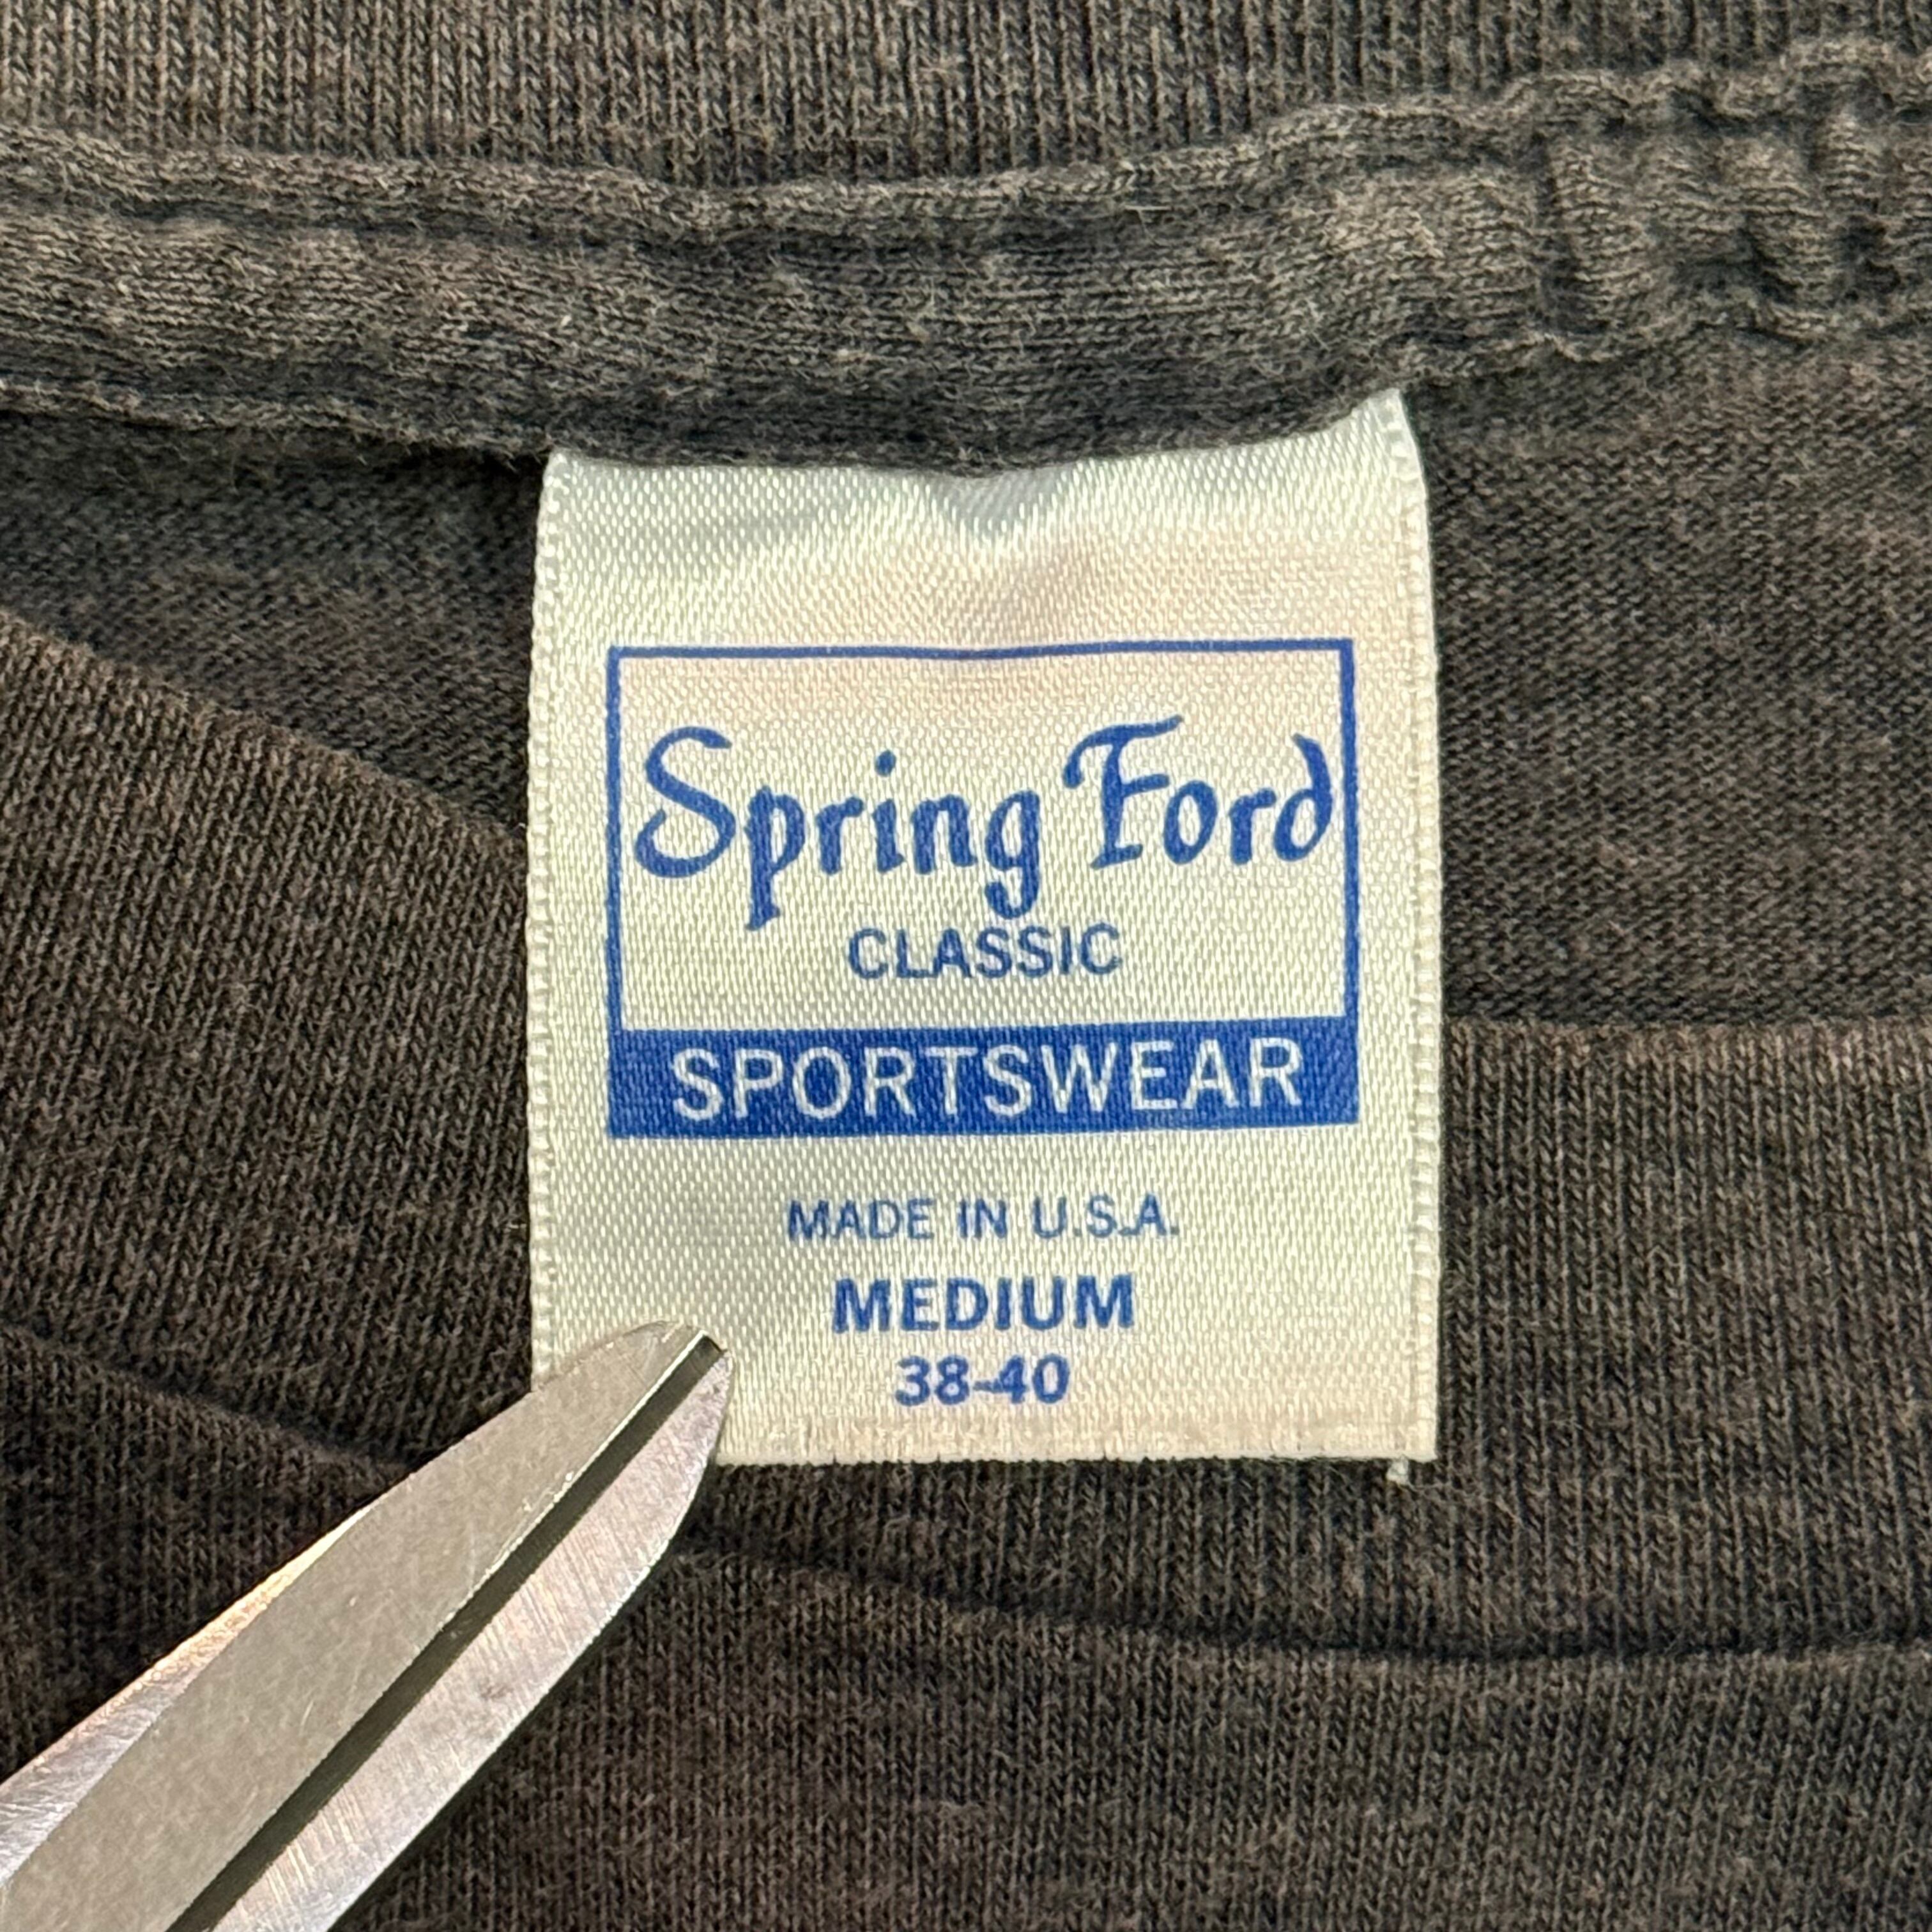 Spring Ford
CLASSIC
SPORTSWEAR
MADE IN U.S.A.
MEDIUM
38-40